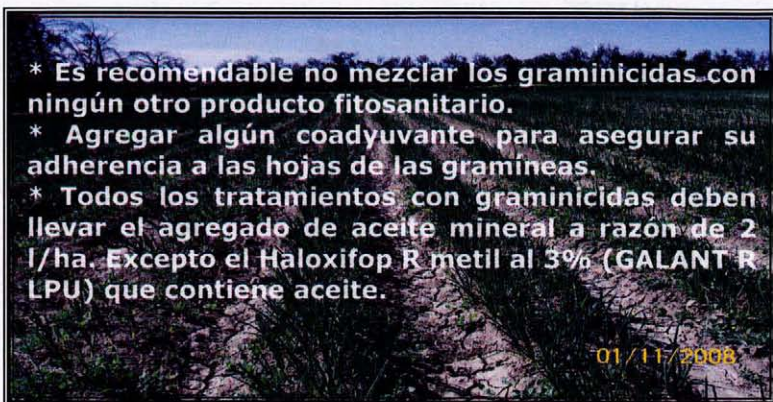 * Es recomendable no mezclar los graminicidas con
ningún otro producto fitosanitario.
* Agregar algún coadyuvante para asegurar su
adherencia a las hojas de las gramíneas.
* Todos los tratamientos con graminicidas deben
llevar el agregado de aceite mineral a razón de 2
l/ha. Excepto el Haloxifop R metil al 3% (GALANT R
LPU) que contiene aceite.
01/11/2008